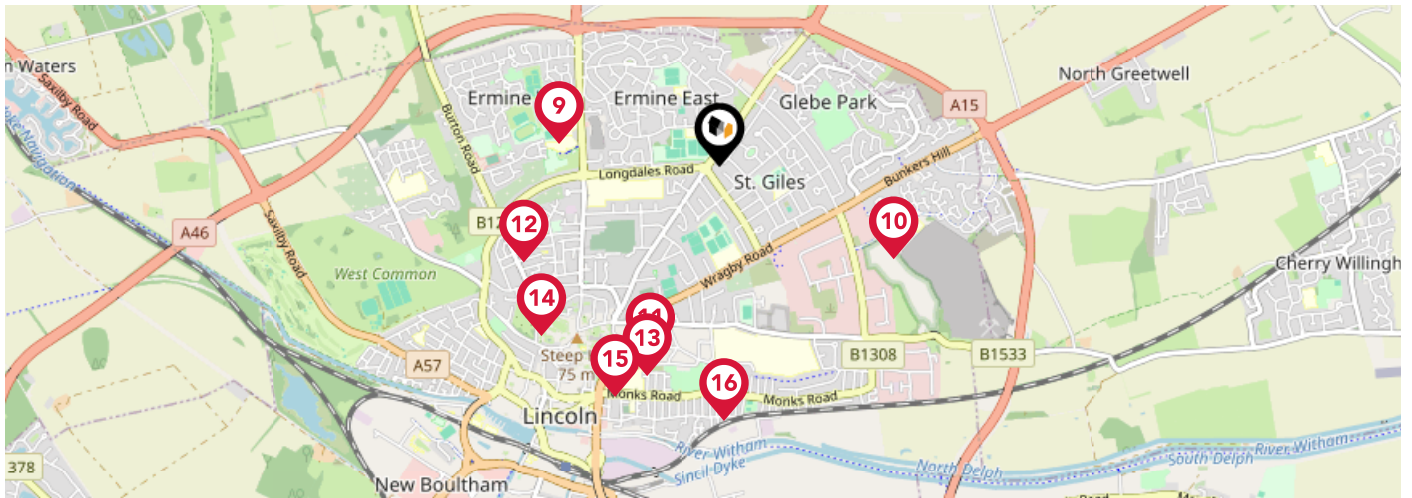 n Waters
Saxilby Road
North Greetwell
Ermine
9
Ermine East
Glebe Park
A15
Burton Road
Longdales Road
St. Giles
Bunkers Hill
A46
Saxilby Road
12
10
Wragby Road
West Common
Cherry Willingh
14
11
13
Steep
75 m
15
16
A57
B1308
B1533
Monks Road
Monks Road
Lincoln
River Witham
Sincil Dyke
North Delph
South Delph
River Witham
378
New Boultham